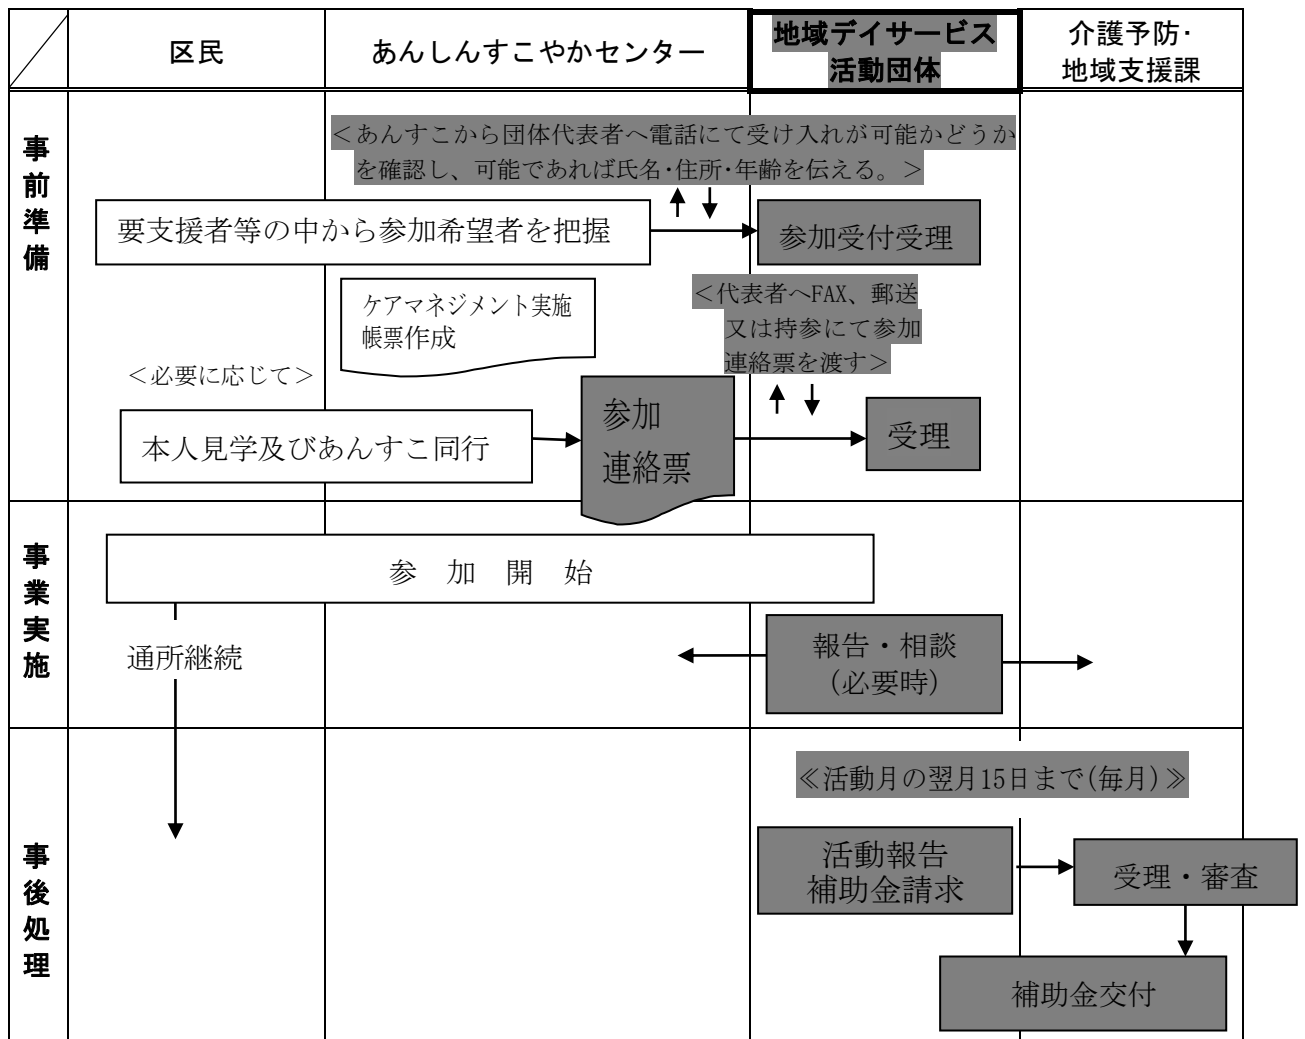 区民
あんしんすこやかセンター
地域デイサービス
活動団体
介護予防・
地域支援課
事前準備
＜あんすこから団体代表者へ電話にて受け入れが可能かどうか
を確認し、可能であれば氏名・住所・年齢を伝える。＞
要支援者等の中から参加希望者を把握
参加受付受理
ケアマネジメント実施
帳票作成
＜代表者へFAX、郵送
又は持参にて参加
連絡票を渡す＞
＜必要に応じて＞
本人見学及びあんすこ同行
参加
連絡票
受理
事業実施
参　加　開　始
通所継続
報告・相談
(必要時)
事後処理
≪活動月の翌月15日まで(毎月)≫
活動報告
補助金請求
受理・審査
補助金交付